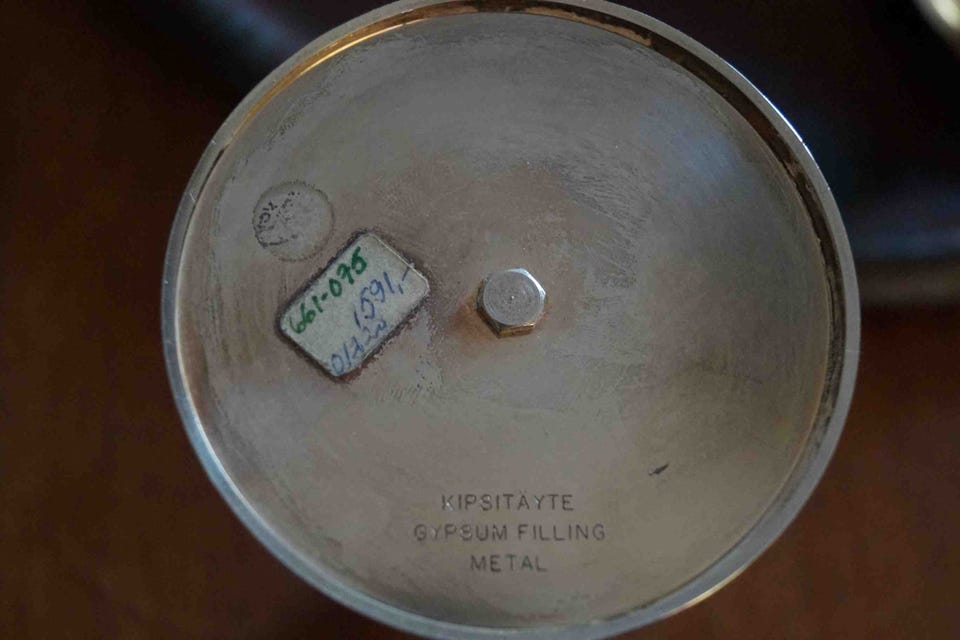 661-075
1591,-
KIPSITÄYTE
GYPSUM FILLING
METAL